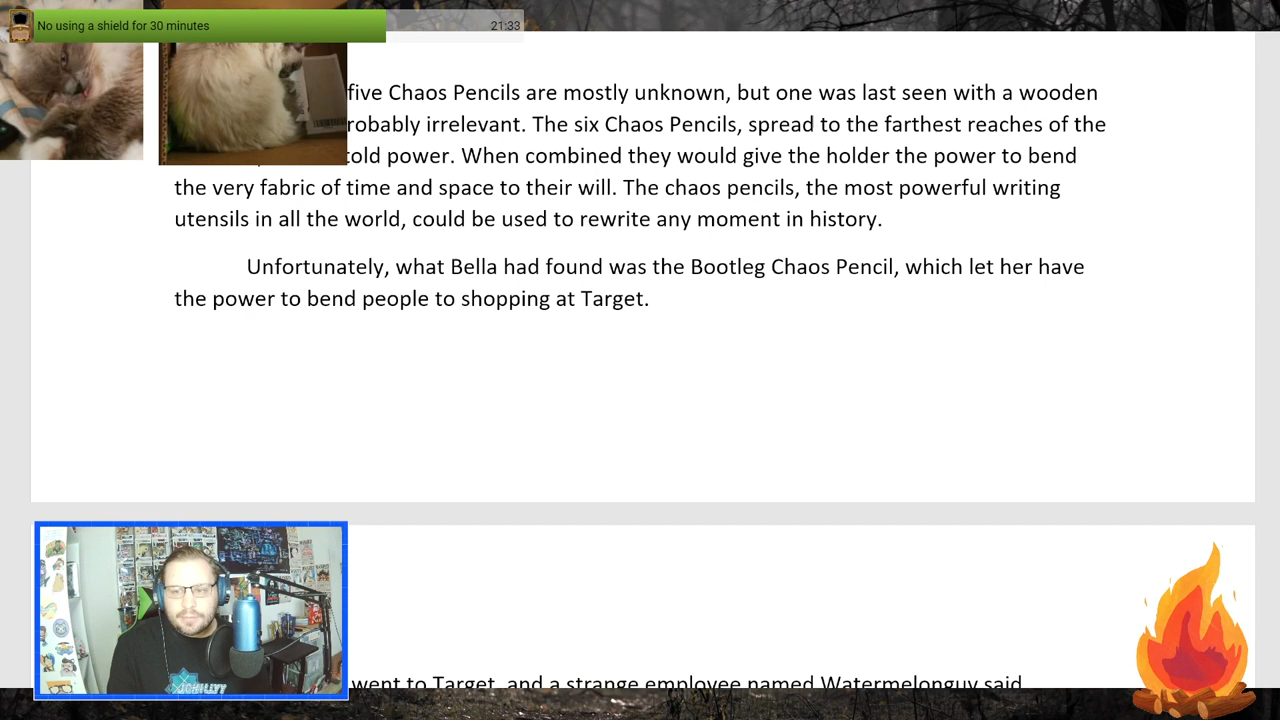 No using a shield for 30 minutes 21:33
five Chaos Pencils are mostly unknown, but one was last seen with a wooden
robably irrelevant. The six Chaos Pencils, spread to the farthest reaches of the
told power. When combined they would give the holder the power to bend
the very fabric of time and space to their will. The chaos pencils, the most powerful writing
utensils in all the world, could be used to rewrite any moment in history.
Unfortunately, what Bella had found was the Bootleg Chaos Pencil, which let her have
the power to bend people to shopping at Target.
went to Target, and a strange employee named Watermelonguy said